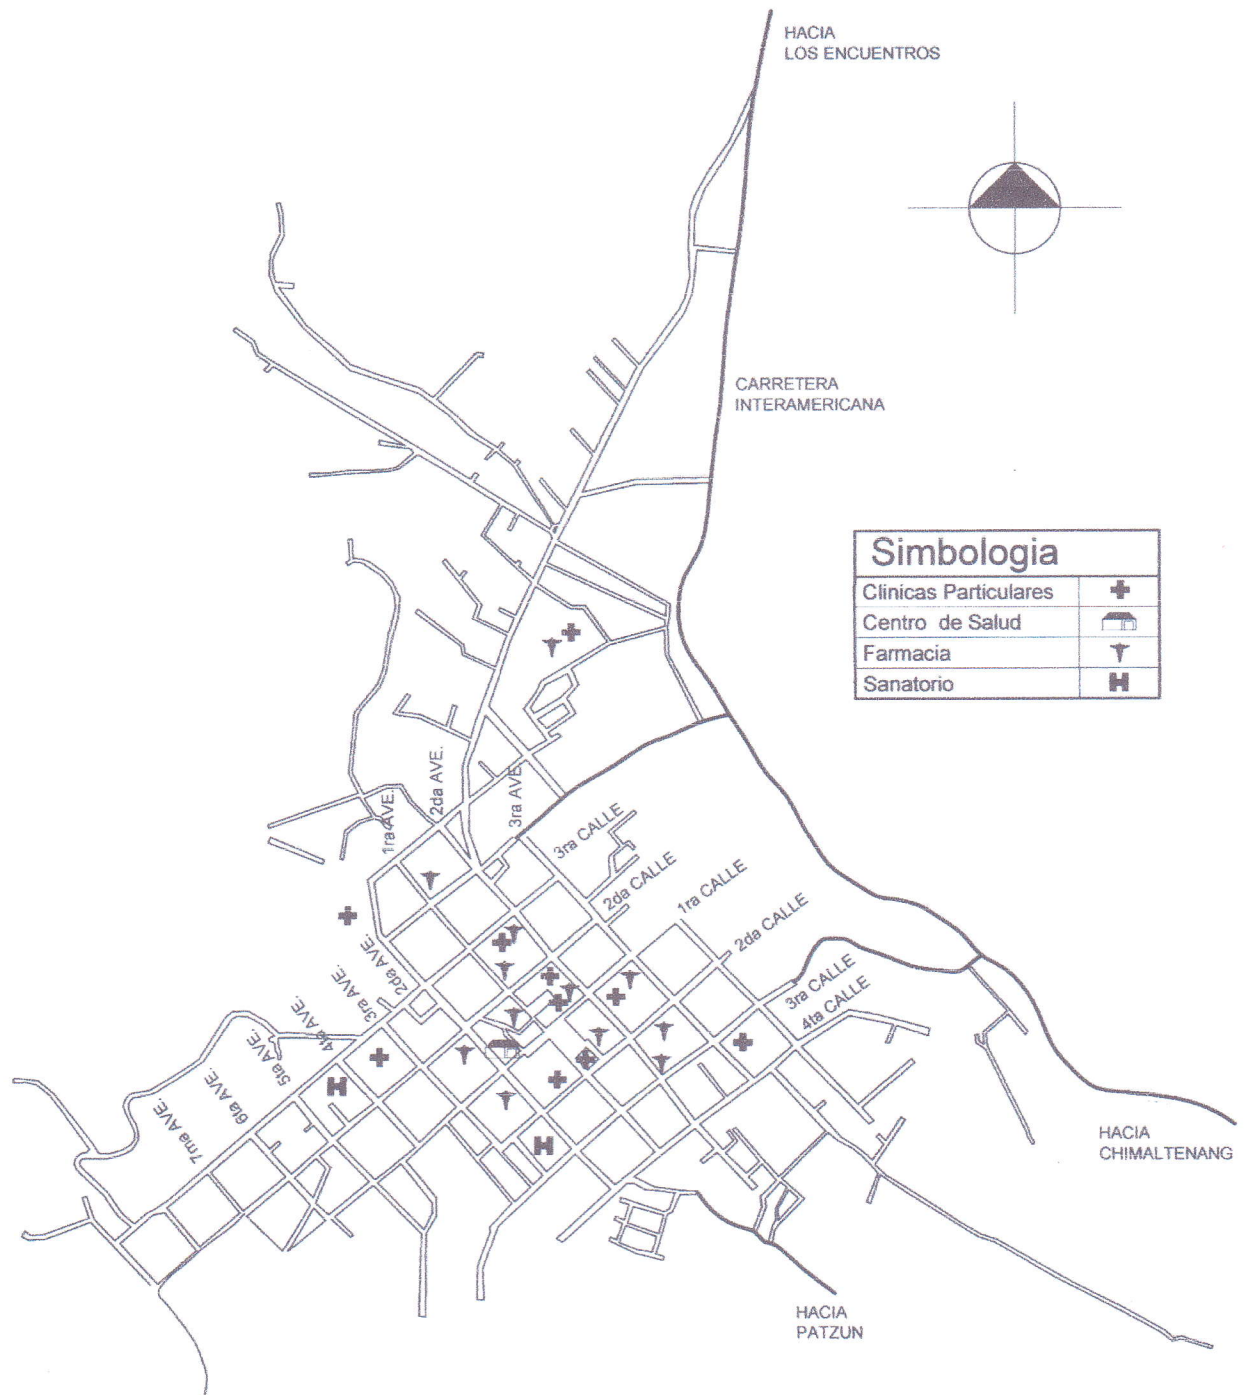 HACIA
LOS ENCUENTROS
CARRETERA
INTERAMERICANA
Simbologia
Clinicas Particulares
Centro de Salud
Farmacia
Sanatorio
H
1ra AVE.
2da AVE.
3ra AVE.
3ra CALLE
2da CALLE
1ra CALLE
2da CALLE
3ra CALLE
4ta CALLE
2da AVE.
3ra AVE.
4ta AVE.
5ta AVE.
6ta AVE.
7ma AVE.
H
H
HACIA
CHIMALTENANG
HACIA
PATZUN